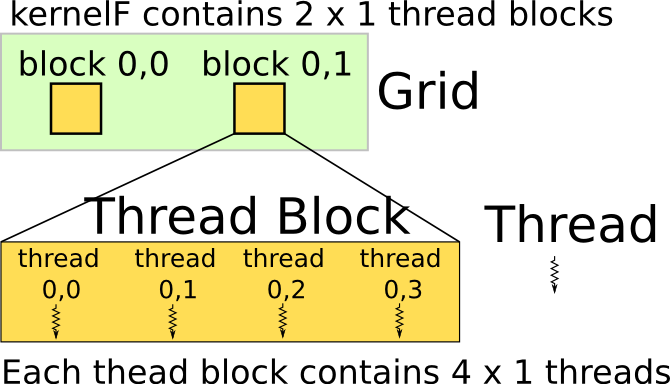 kernelF contains 2 x 1 thread blocks
block 0,0 block 0,1
Grid
Thread Block
Thread
thread thread thread thread
0,0 0,1 0,2 0,3
Each thead block contains 4 x 1 threads